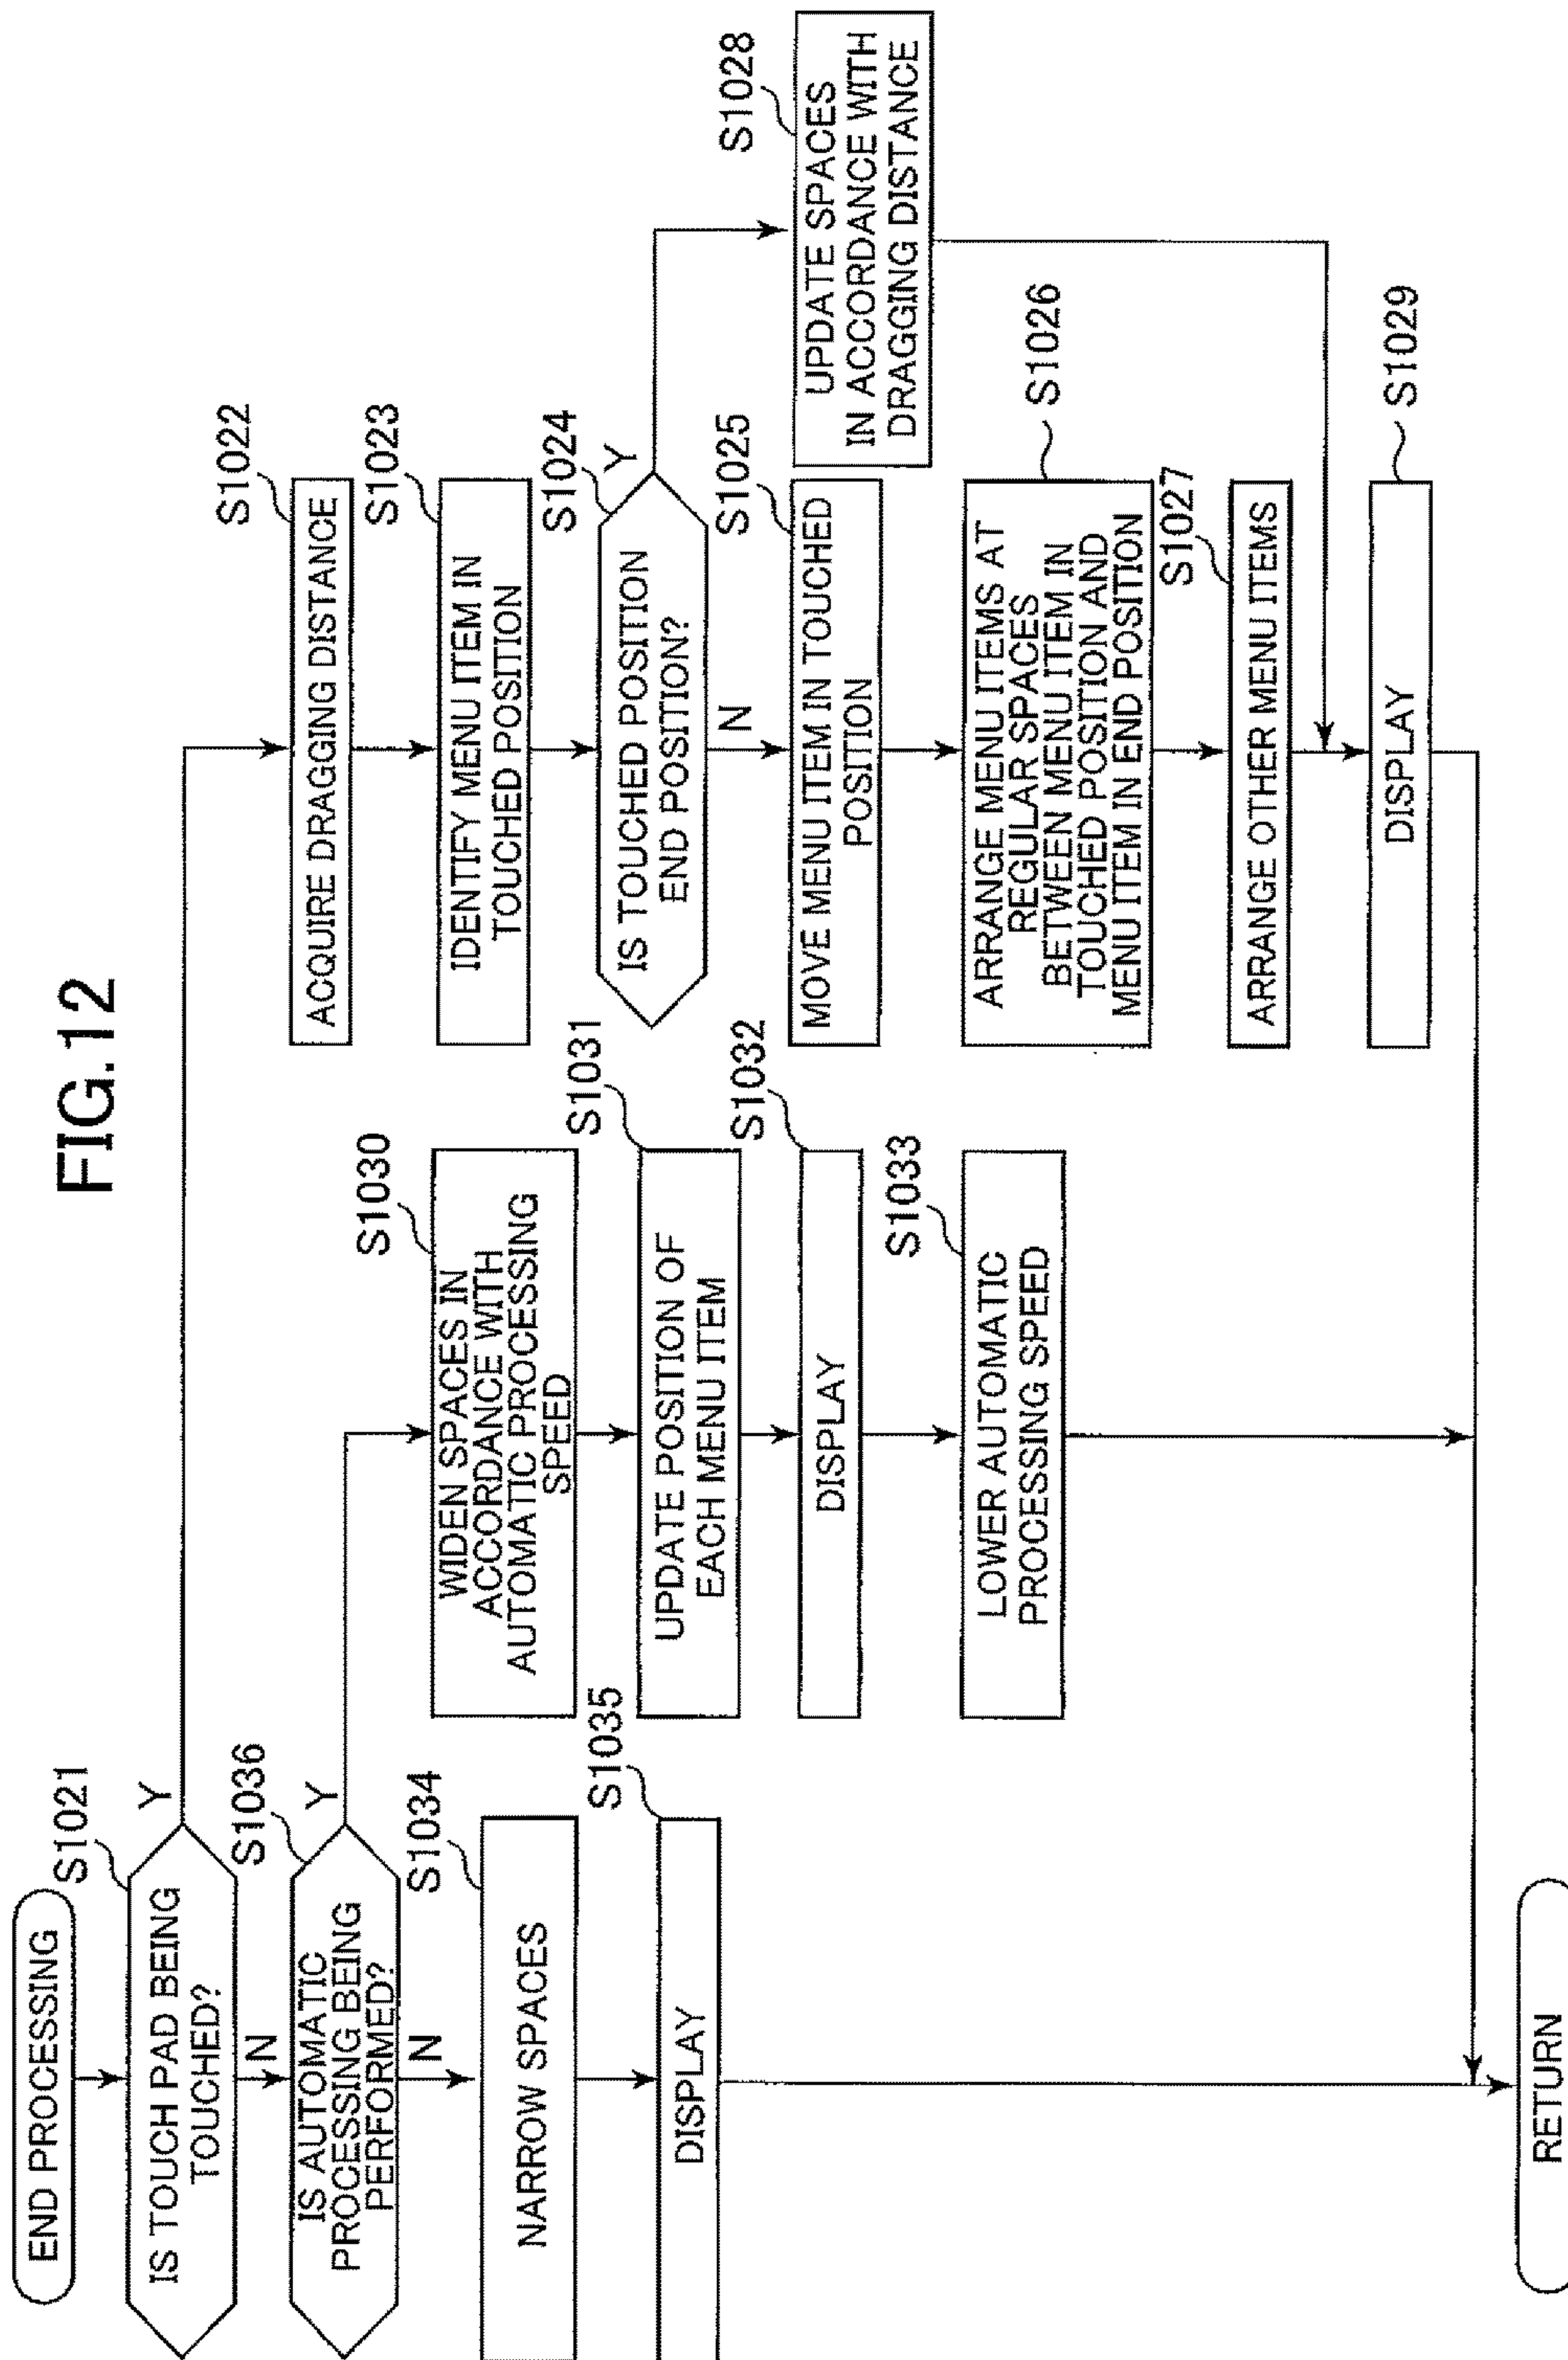 FIG.12
END PROCESSING
S1021
IS TOUCH PAD BEING
TOUCHED?
Y
N
S1036
IS AUTOMATIC
PROCESSING BEING
PERFORMED?
Y
N
S1034
NARROW SPACES
S1035
DISPLAY
S1030
WIDEN SPACES IN
ACCORDANCE WITH
AUTOMATIC PROCESSING
SPEED
S1031
UPDATE POSITION OF
EACH MENU ITEM
S1032
DISPLAY
S1033
LOWER AUTOMATIC
PROCESSING SPEED
S1022
ACQUIRE DRAGGING DISTANCE
S1023
IDENTIFY MENU ITEM IN
TOUCHED POSITION
S1024
IS TOUCHED POSITION
END POSITION?
Y
N
S1025
MOVE MENU ITEM IN TOUCHED
POSITION
S1026
ARRANGE MENU ITEMS AT
REGULAR SPACES
BETWEEN MENU ITEM IN
TOUCHED POSITION AND
MENU ITEM IN END POSITION
S1027
ARRANGE OTHER MENU ITEMS
S1028
UPDATE SPACES
IN ACCORDANCE WITH
DRAGGING DISTANCE
S1029
DISPLAY
RETURN